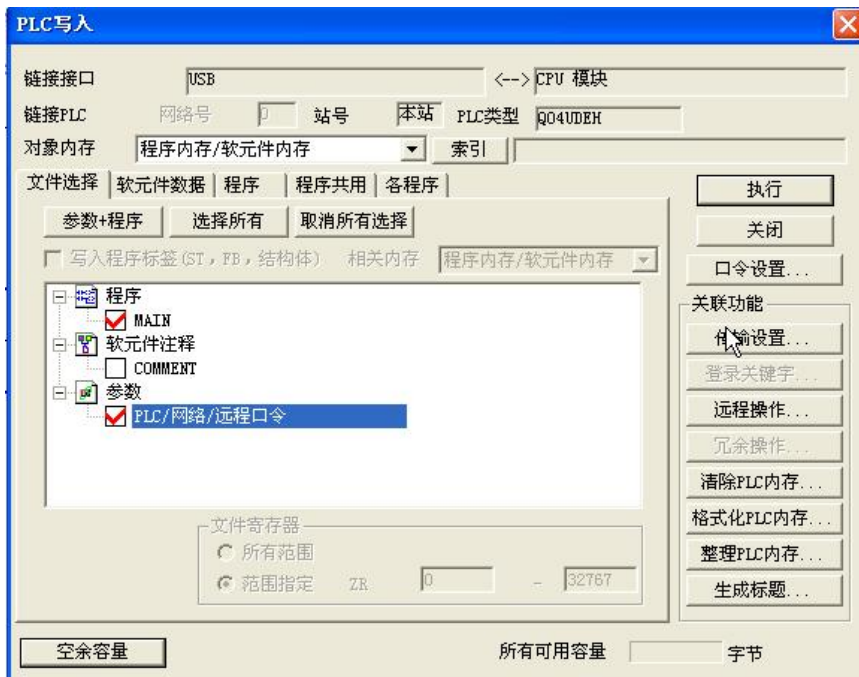 PLC写入
链接接口 USB <--> CPU 模块
链接PLC 网络号 0 站号 本站 PLC类型 Q04UDEH
对象内存 程序内存/软元件内存 索引
文件选择 软元件数据 程序 程序共用 各程序
参数+程序 选择所有 取消所有选择
写入程序标签(ST,FB,结构体) 相关内存 程序内存/软元件内存
程序
MAIN
软元件注释
COMMENT
参数
PLC/网络/远程口令
文件寄存器
所有范围
范围指定 ZR 0 - 32767
执行
关闭
口令设置...
关联功能
传输设置...
登录关键字...
远程操作...
冗余操作...
清除PLC内存...
格式化PLC内存...
整理PLC内存...
生成标题...
空余容量 所有可用容量 字节